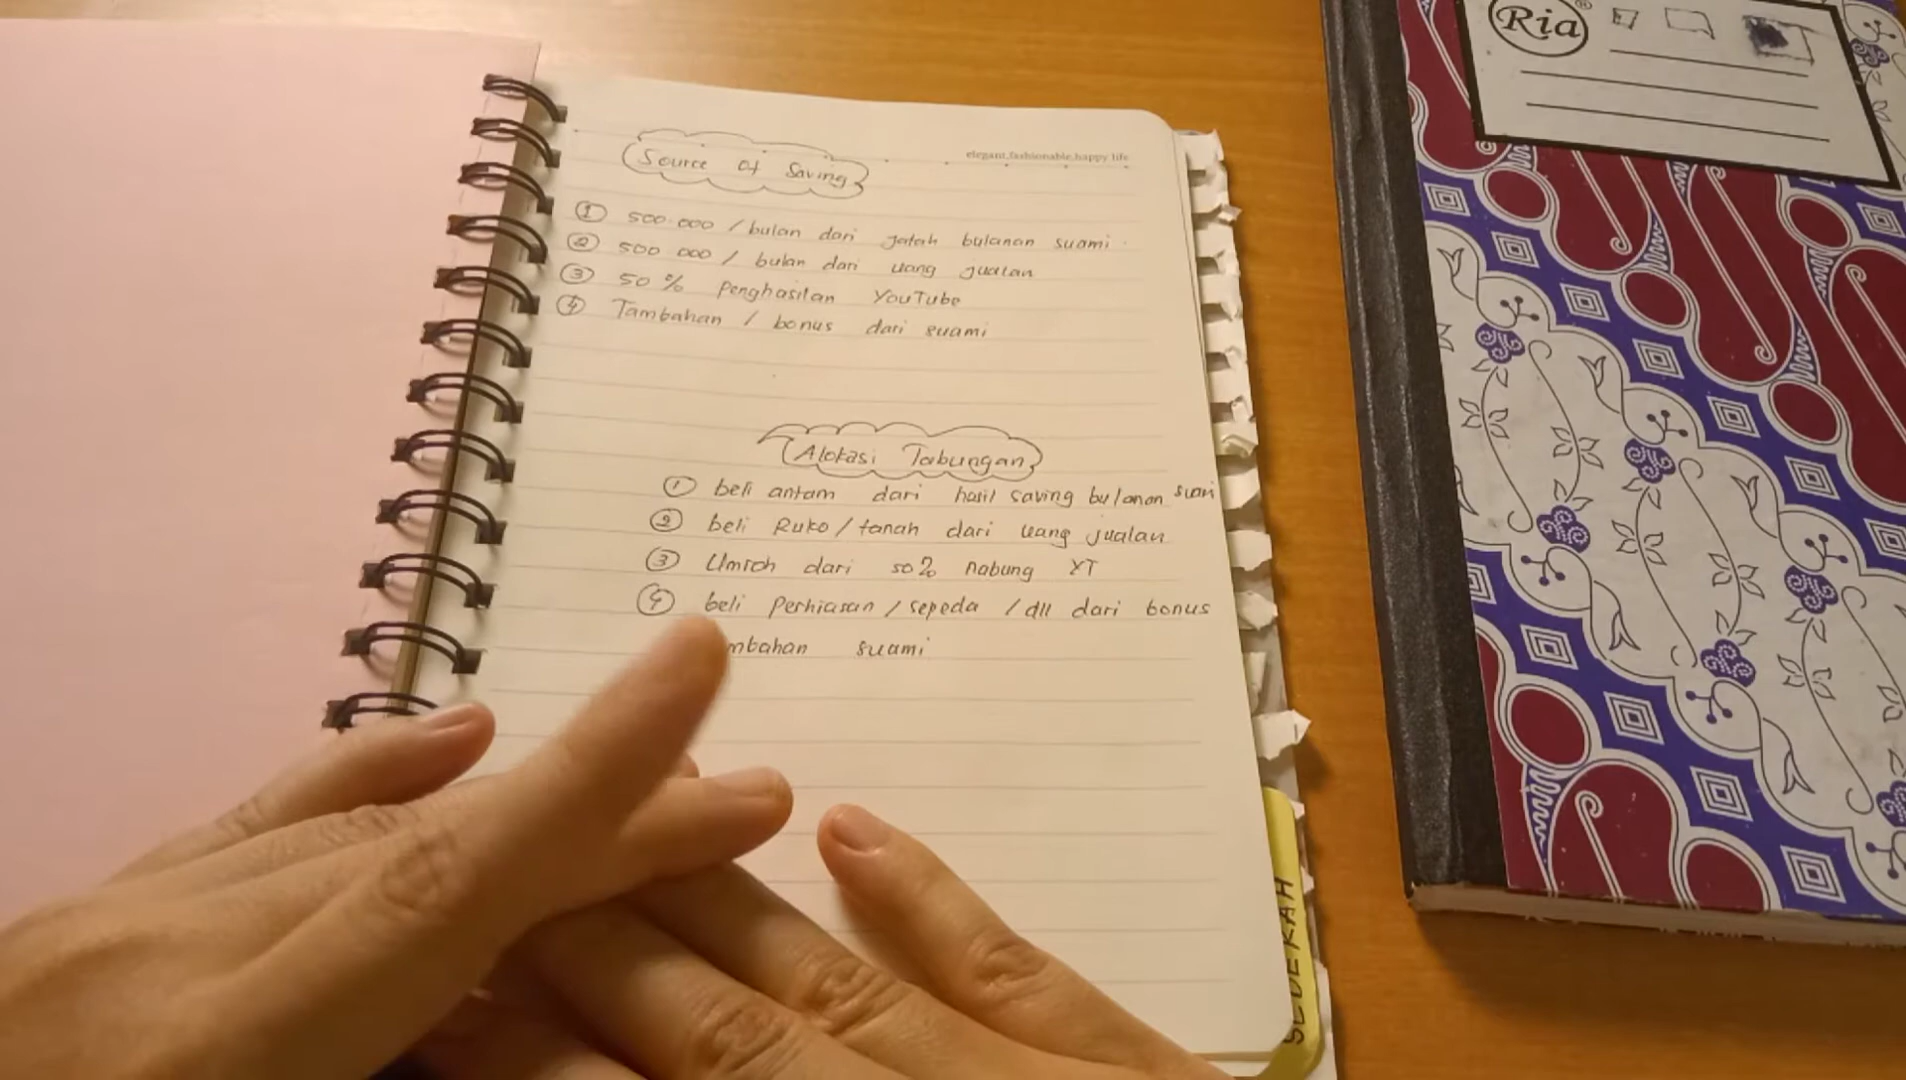 Ria®
elegant.fashionable.happy life
Source of Saving
① 500.000 / bulan dari jatah bulanan suami.
② 500 000 / bulan dari uang jualan
③ 50 % Penghasilan YouTube
④ Tambahan / bonus dari suami
Alokasi Tabungan
① beli antam dari hasil saving bulanan suami
② beli Ruko / tanah dari uang jualan
③ Umroh dari 50% nabung YT
④ beli Perhiasan / sepeda / dll dari bonus
mbahan suami
SEDEKAH